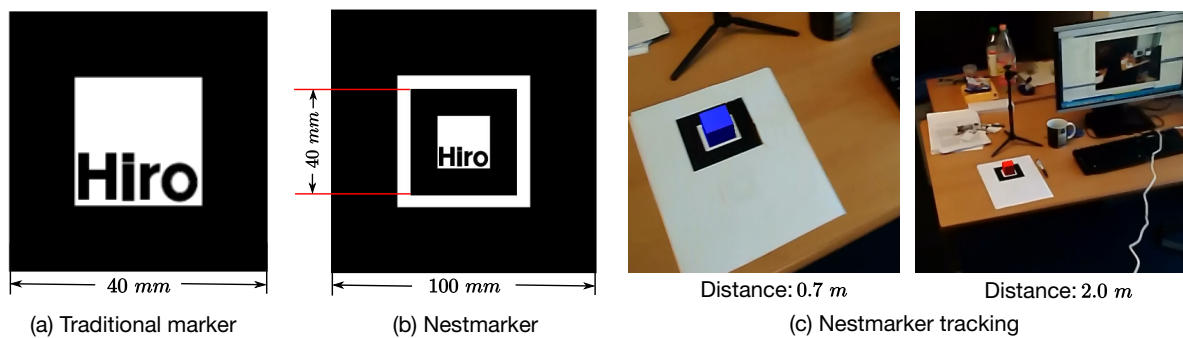 Hiro
40 mm
(a) Traditional marker
40 mm
Hiro
100 mm
(b) Nestmarker
Distance: 0.7 m
Distance: 2.0 m
(c) Nestmarker tracking